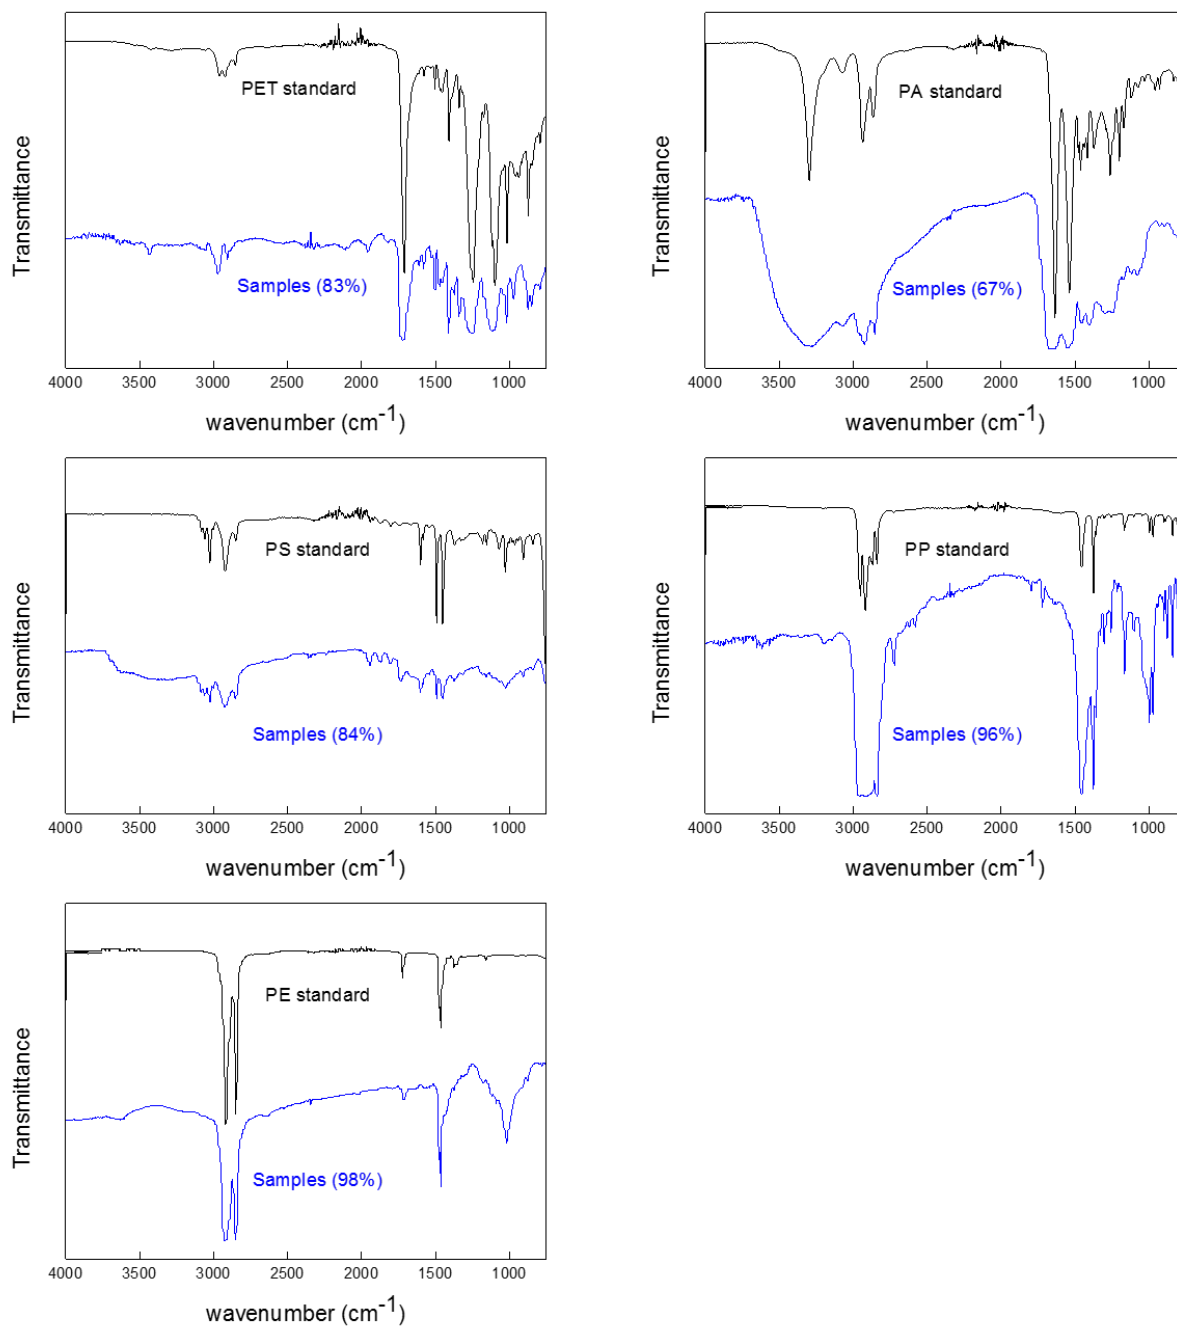 Transmittance
PET standard
Samples (83%)
4000 3500 3000 2500 2000 1500 1000
wavenumber (cm-1)
Transmittance
PA standard
Samples (67%)
4000 3500 3000 2500 2000 1500 1000
wavenumber (cm-1)
Transmittance
PS standard
Samples (84%)
4000 3500 3000 2500 2000 1500 1000
wavenumber (cm-1)
Transmittance
PP standard
Samples (96%)
4000 3500 3000 2500 2000 1500 1000
wavenumber (cm-1)
Transmittance
PE standard
Samples (98%)
4000 3500 3000 2500 2000 1500 1000
wavenumber (cm-1)